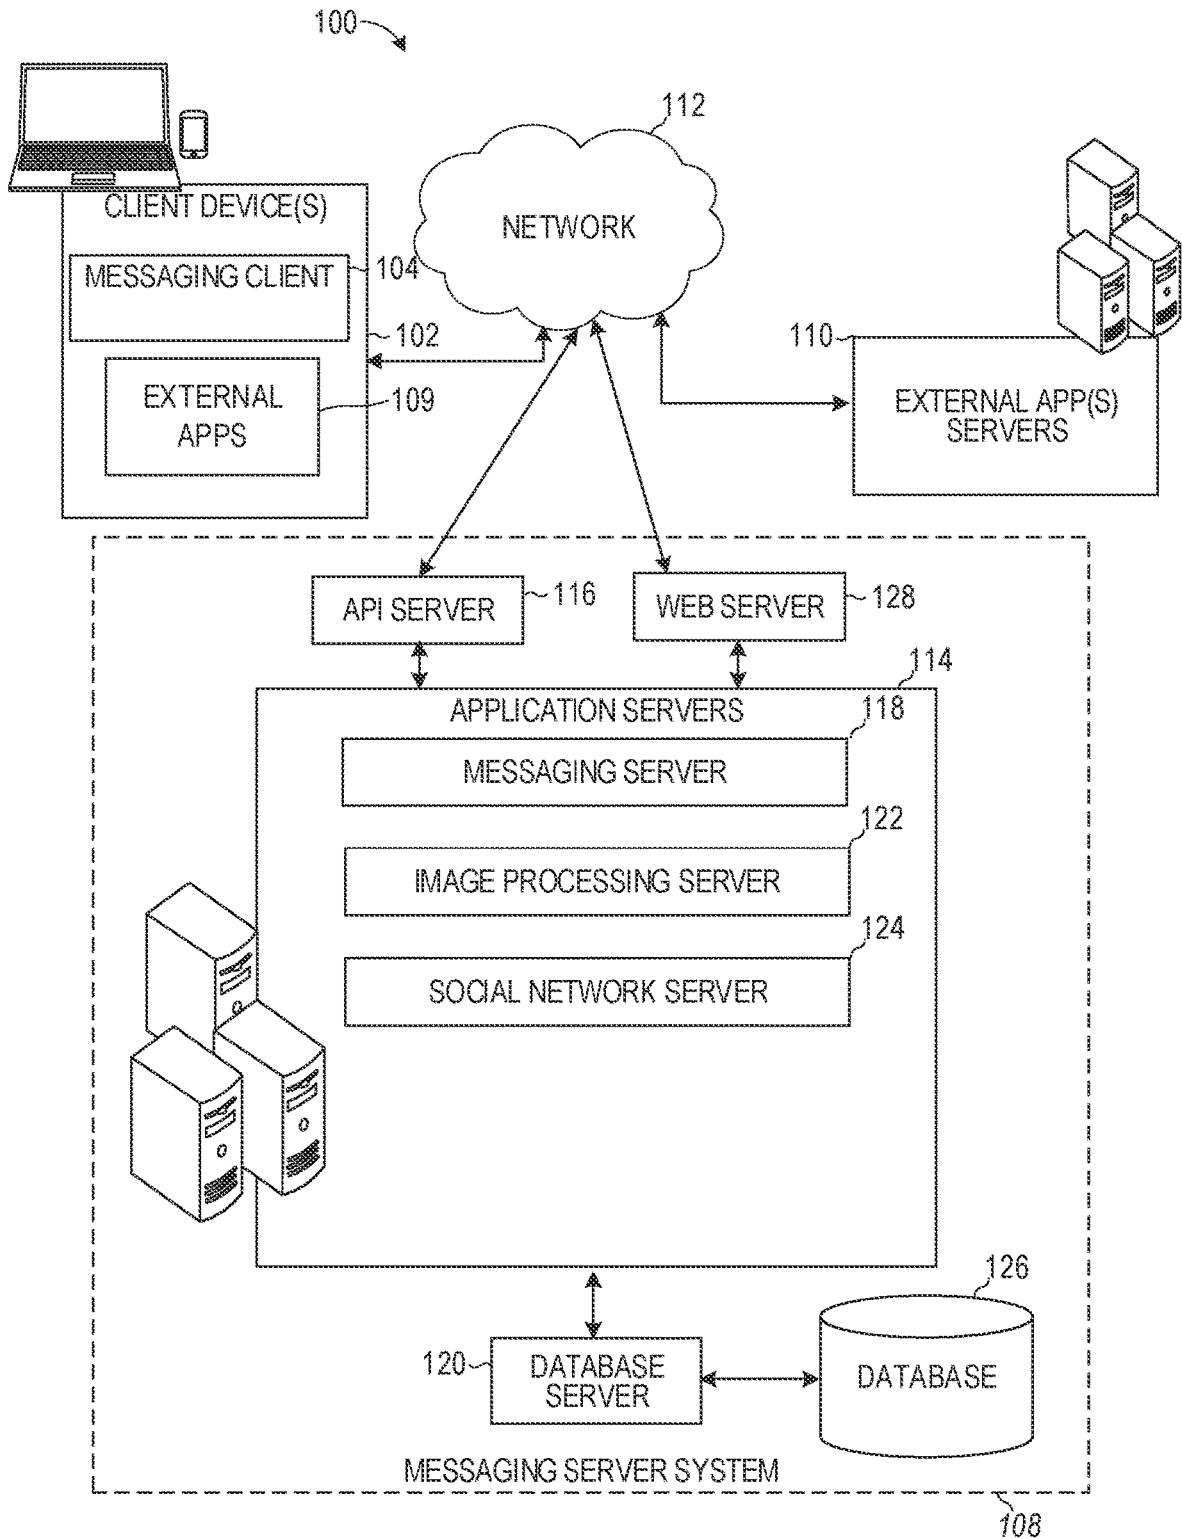 100
112
CLIENT DEVICE(S)
NETWORK
MESSAGING CLIENT
104
102
110
EXTERNAL
APPS
109
EXTERNAL APP(S)
SERVERS
API SERVER
116
WEB SERVER
128
114
APPLICATION SERVERS
118
MESSAGING SERVER
122
IMAGE PROCESSING SERVER
124
SOCIAL NETWORK SERVER
126
120
DATABASE
SERVER
DATABASE
MESSAGING SERVER SYSTEM
108